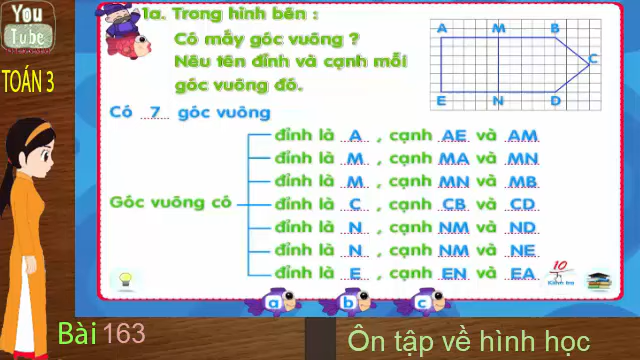 You
Tube
TOÁN 3
1a. Trong hình bên :
Có mấy góc vuông ?
Nêu tên đỉnh và cạnh mỗi
góc vuông đó.
A M B
C
E N D
Có 7 góc vuông
Góc vuông có
đỉnh là A , cạnh AE và AM
đỉnh là M , cạnh MA và MN
đỉnh là M , cạnh MN và MB
đỉnh là C , cạnh CB và CD
đỉnh là N , cạnh NM và ND
đỉnh là N , cạnh NM và NE
đỉnh là E , cạnh EN và EA
10
Kiểm tra
a b c
Bài 163
Ôn tập về hình học